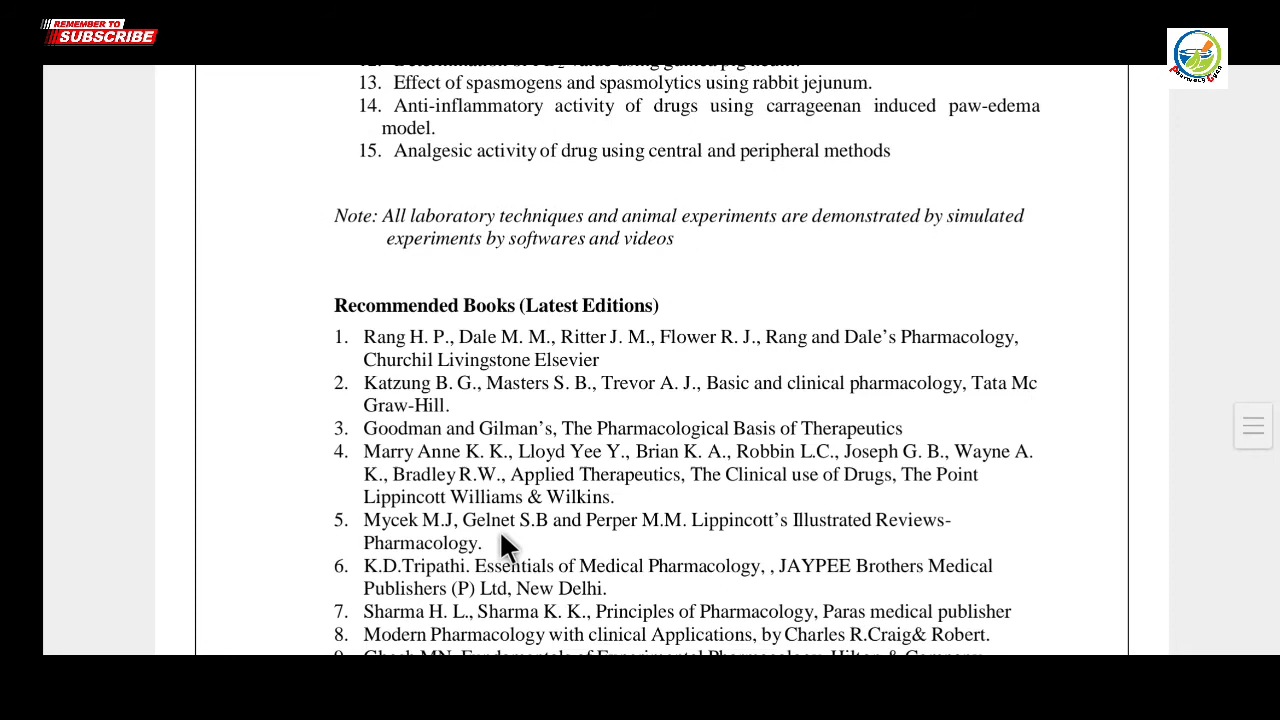 REMEMBER TO
SUBSCRIBE
13. Effect of spasmogens and spasmolytics using rabbit jejunum.
14. Anti-inflammatory activity of drugs using carrageenan induced paw-edema
model.
15. Analgesic activity of drug using central and peripheral methods
Note: All laboratory techniques and animal experiments are demonstrated by simulated
experiments by softwares and videos
Recommended Books (Latest Editions)
1. Rang H. P., Dale M. M., Ritter J. M., Flower R. J., Rang and Dale’s Pharmacology,
Churchil Livingstone Elsevier
2. Katzung B. G., Masters S. B., Trevor A. J., Basic and clinical pharmacology, Tata Mc
Graw-Hill.
3. Goodman and Gilman’s, The Pharmacological Basis of Therapeutics
4. Marry Anne K. K., Lloyd Yee Y., Brian K. A., Robbin L.C., Joseph G. B., Wayne A.
K., Bradley R.W., Applied Therapeutics, The Clinical use of Drugs, The Point
Lippincott Williams & Wilkins.
5. Mycek M.J, Gelnet S.B and Perper M.M. Lippincott’s Illustrated Reviews-
Pharmacology.
6. K.D.Tripathi. Essentials of Medical Pharmacology, , JAYPEE Brothers Medical
Publishers (P) Ltd, New Delhi.
7. Sharma H. L., Sharma K. K., Principles of Pharmacology, Paras medical publisher
8. Modern Pharmacology with clinical Applications, by Charles R.Craig& Robert.